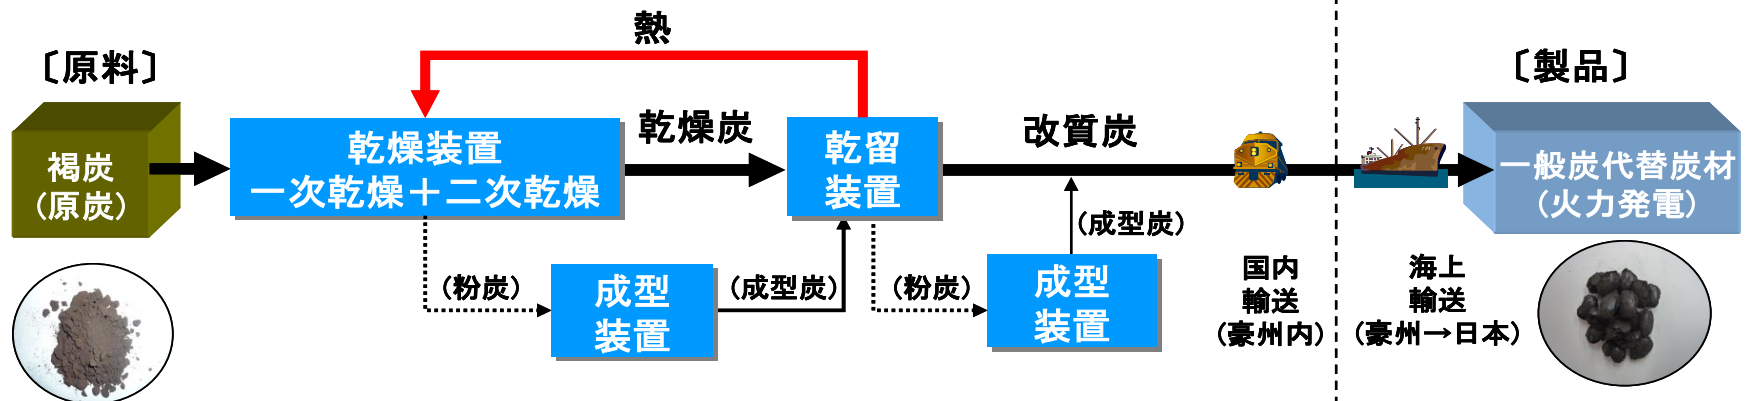 熱
〔原料〕
〔製品〕
褐炭
(原炭)
乾燥装置
一次乾燥＋二次乾燥
乾燥炭
乾留
装置
改質炭
一般炭代替炭材
(火力発電)
(粉炭)
成型
装置
(成型炭)
(粉炭)
成型
装置
(成型炭)
国内
輸送
(豪州内)
海上
輸送
(豪州→日本)